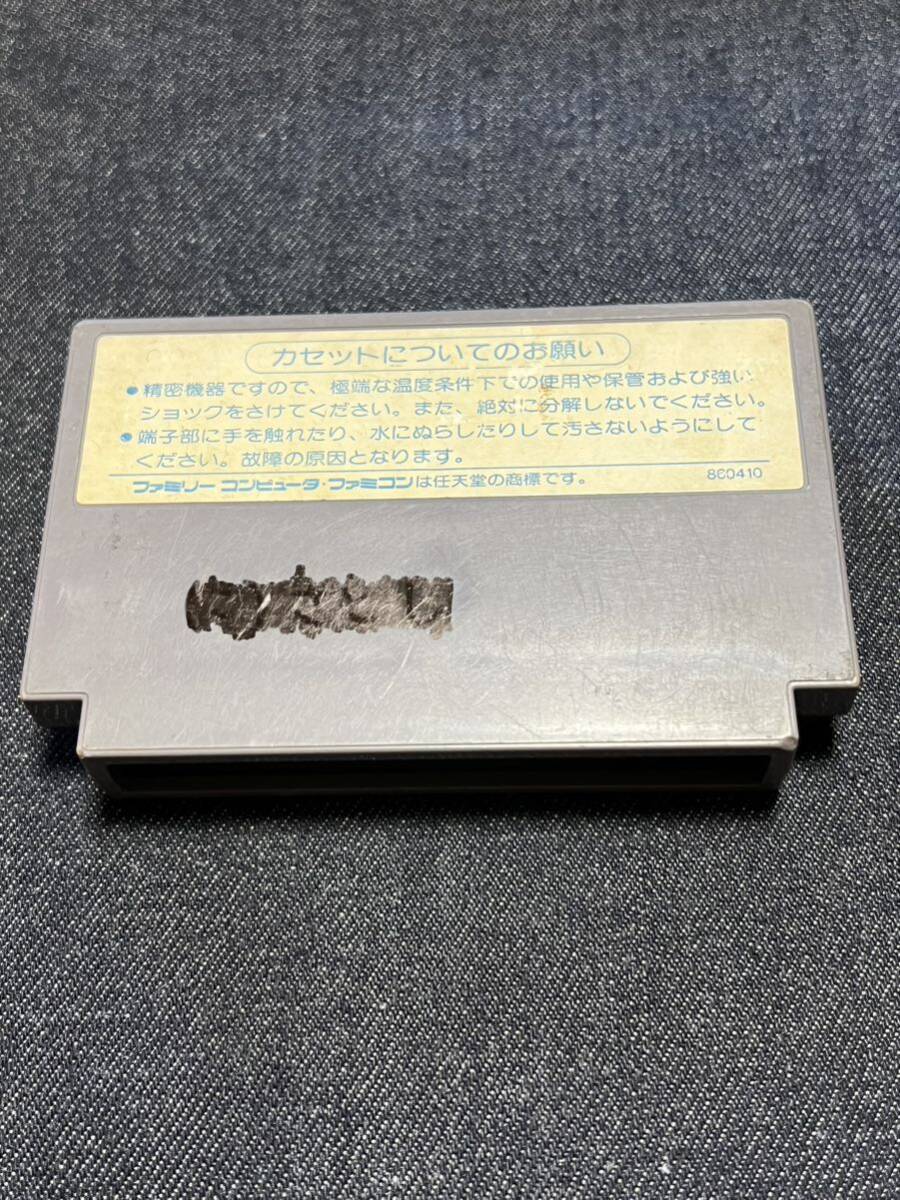 カセットについてのお願い
●精密機器ですので、極端な温度条件下での使用や保管および強い
ショックをさけてください。また、絶対に分解しないでください。
●端子部に手を触れたり、水にぬらしたりして汚さないようにして
ください。故障の原因となります。
ファミリーコンピュータ・ファミコンは任天堂の商標です。 860410